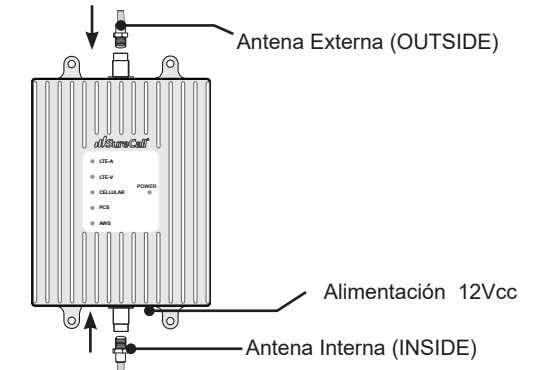 Antena Externa (OUTSIDE)
SureCall
LTE-A
LTE-V
CELLULAR
POWER
PCS
AWS
Alimentación 12Vcc
Antena Interna (INSIDE)